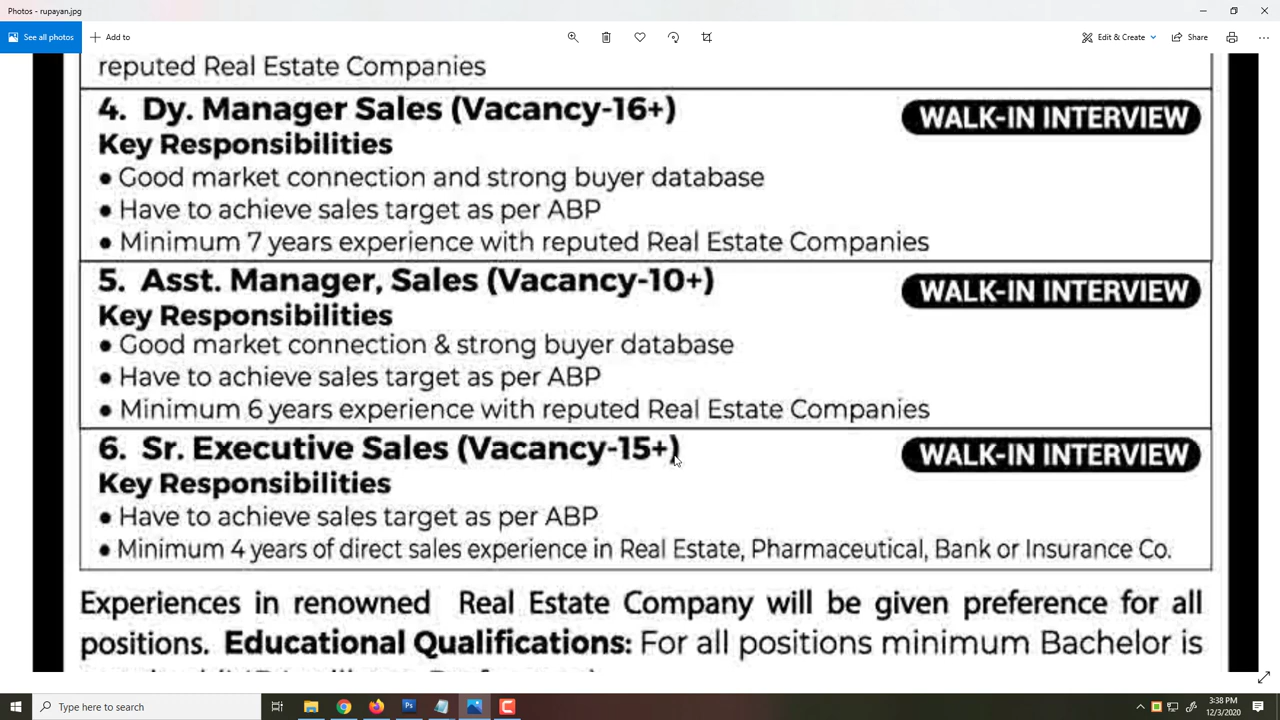 Photos - rupayan.jpg
See all photos
Add to
Edit & Create
Share
reputed Real Estate Companies
4. Dy. Manager Sales (Vacancy-16+)
WALK-IN INTERVIEW
Key Responsibilities
• Good market connection and strong buyer database
• Have to achieve sales target as per ABP
• Minimum 7 years experience with reputed Real Estate Companies
5. Asst. Manager, Sales (Vacancy-10+)
WALK-IN INTERVIEW
Key Responsibilities
• Good market connection & strong buyer database
• Have to achieve sales target as per ABP
• Minimum 6 years experience with reputed Real Estate Companies
6. Sr. Executive Sales (Vacancy-15+)
WALK-IN INTERVIEW
Key Responsibilities
• Have to achieve sales target as per ABP
• Minimum 4 years of direct sales experience in Real Estate, Pharmaceutical, Bank or Insurance Co.
Experiences in renowned Real Estate Company will be given preference for all
positions. Educational Qualifications: For all positions minimum Bachelor is
Type here to search
3:38 PM
12/3/2020